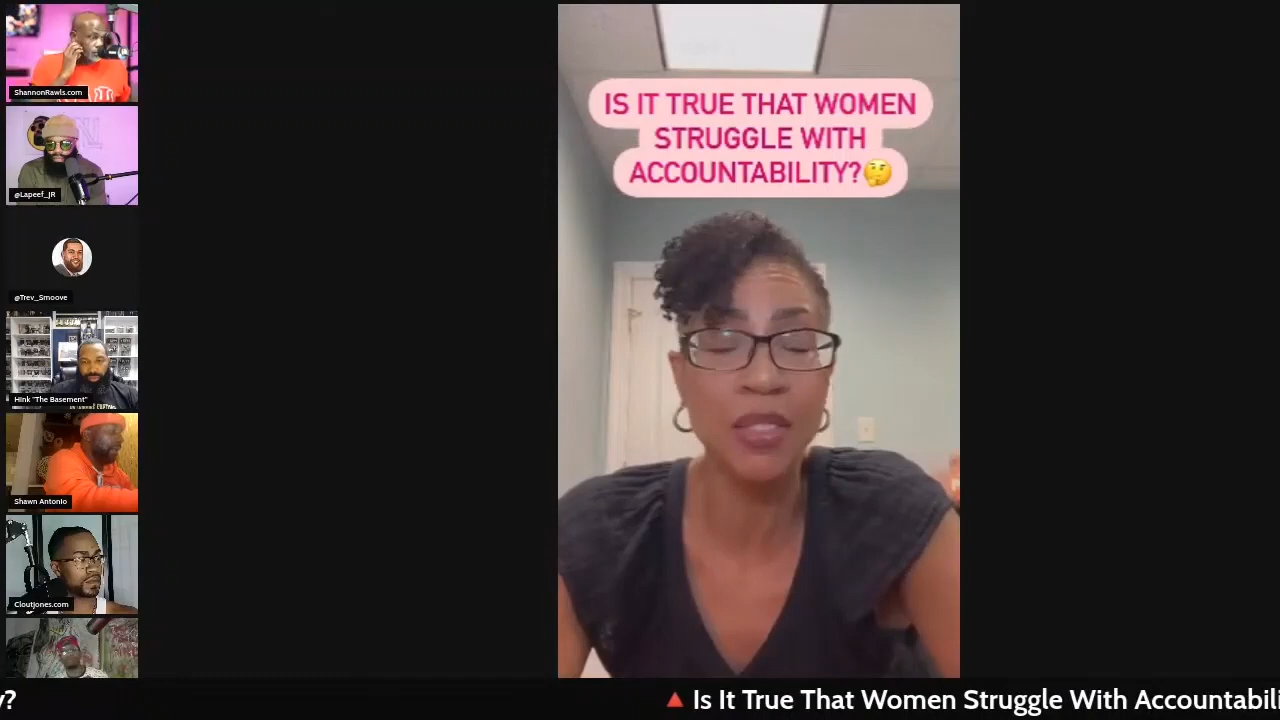 ShannonRawls.com
@Lapeef_JR
@Trev_Smoove
Hink "The Basement"
Shawn Antonio
Cloutjones.com
IS IT TRUE THAT WOMEN
STRUGGLE WITH
ACCOUNTABILITY?🤔
y?
🔺 Is It True That Women Struggle With Accountabili